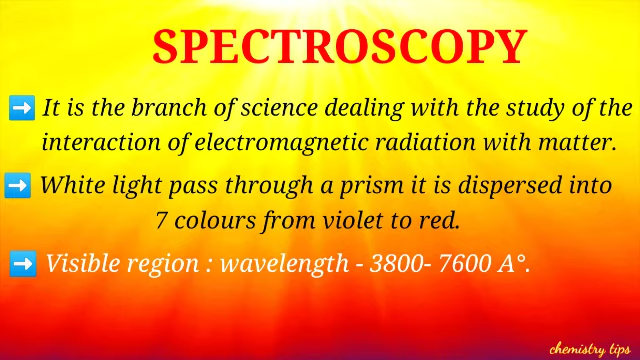 SPECTROSCOPY
➡ It is the branch of science dealing with the study of the
interaction of electromagnetic radiation with matter.
➡ White light pass through a prism it is dispersed into
7 colours from violet to red.
➡ Visible region : wavelength - 3800- 7600 A°.
chemistry tips